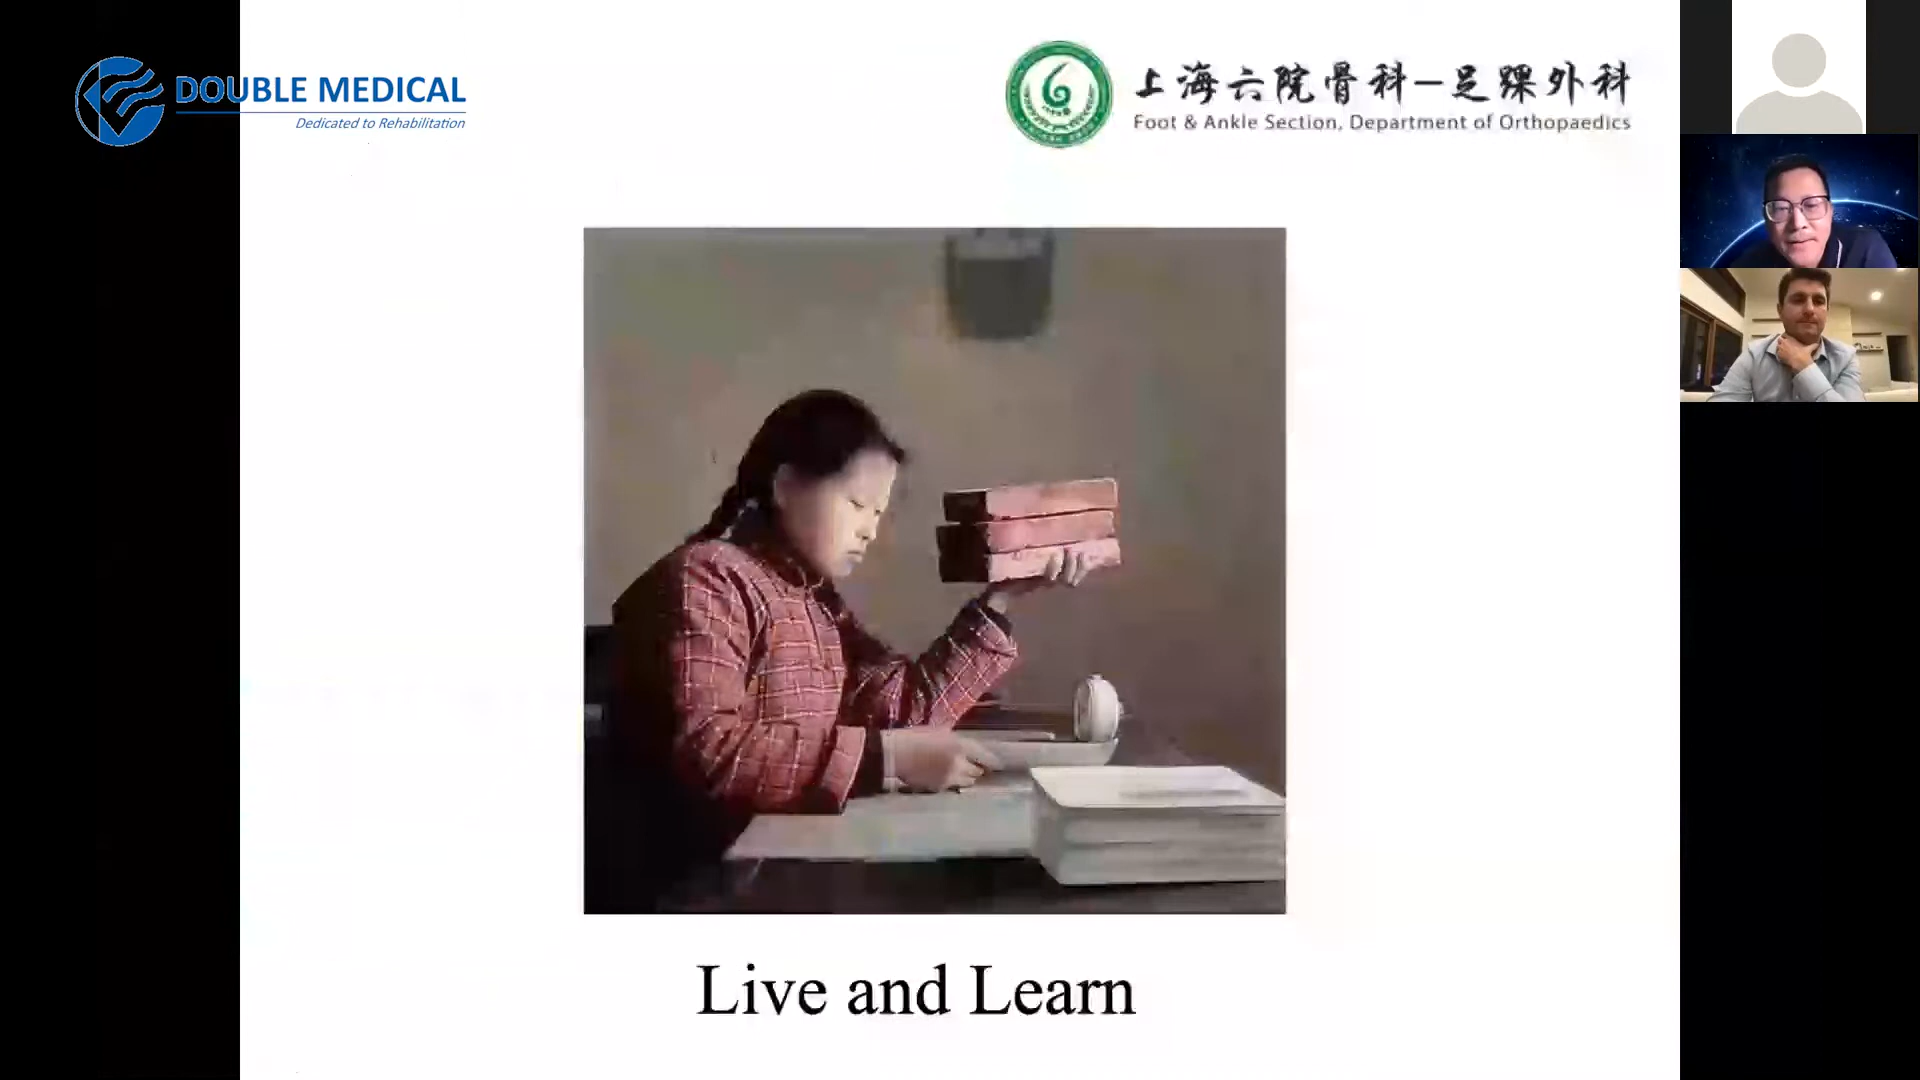 DOUBLE MEDICAL
Dedicated to Rehabilitation
上海六院骨科-足踝外科
Foot & Ankle Section, Department of Orthopaedics
Live and Learn